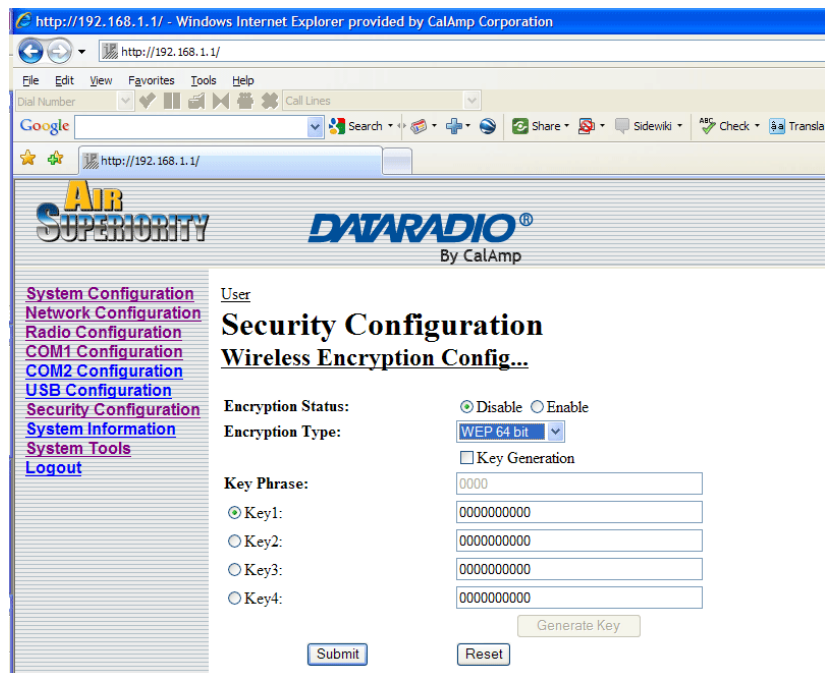 http://192.168.1.1/ - Windows Internet Explorer provided by CalAmp Corporation
http://192.168.1.1/
File Edit View Favorites Tools Help
Dial Number Call Lines
Google Search Share Sidewiki ABC Check Transla
http://192.168.1.1/
AIR SUPERIORITY
DATARADIO®
By CalAmp
System Configuration
Network Configuration
Radio Configuration
COM1 Configuration
COM2 Configuration
USB Configuration
Security Configuration
System Information
System Tools
Logout
User
Security Configuration
Wireless Encryption Config...
Encryption Status: Disable Enable
Encryption Type: WEP 64 bit
Key Generation
Key Phrase: 0000
Key1: 0000000000
Key2: 0000000000
Key3: 0000000000
Key4: 0000000000
Generate Key
Submit Reset